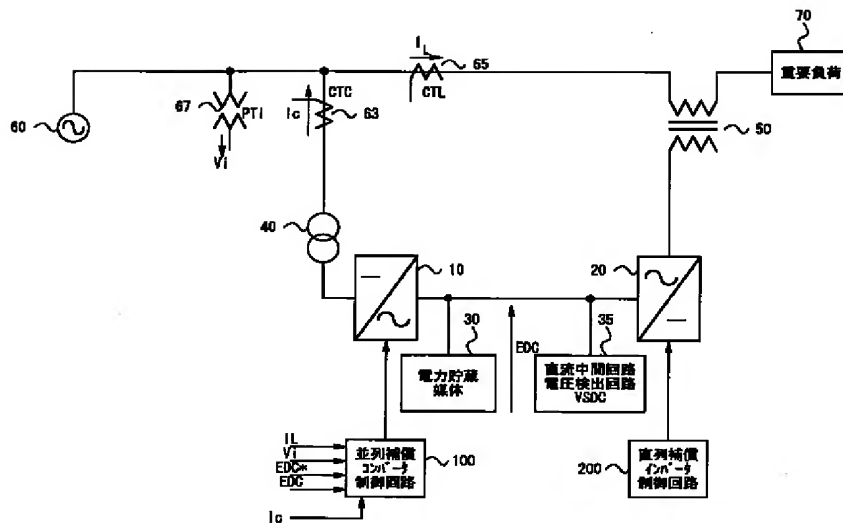 70
重要負荷
IL
65
CTL
CTC
Ic
63
67
PTi
Vi
60
50
40
10
20
30
電力貯蔵
媒体
EDC
35
直流中間回路
電圧検出回路
VSDC
IL
Vi
EDC*
EDC
Ic
並列補償
コンバータ
制御回路
100
200
直列補償
インバータ
制御回路